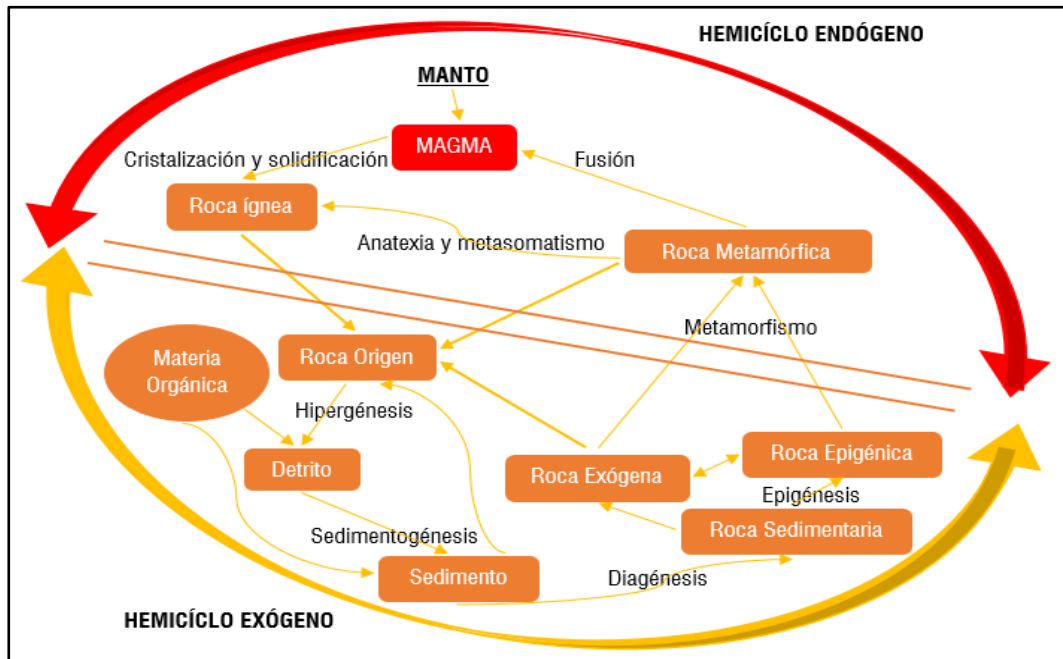 HEMICÍCLO ENDÓGENO
MANTO
MAGMA
Cristalización y solidificación
Fusión
Roca ígnea
Anatexia y metasomatismo
Roca Metamórfica
Metamorfismo
Materia
Orgánica
Roca Origen
Hipergénesis
Detrito
Roca Exógena
Roca Epigénica
Epigénesis
Roca Sedimentaria
Sedimentogénesis
Sedimento
Diagénesis
HEMICÍCLO EXÓGENO